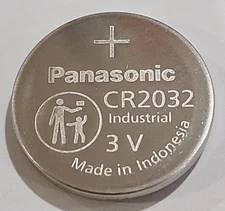 +
Panasonic
CR2032
Industrial
3 V
Made in Indonesia